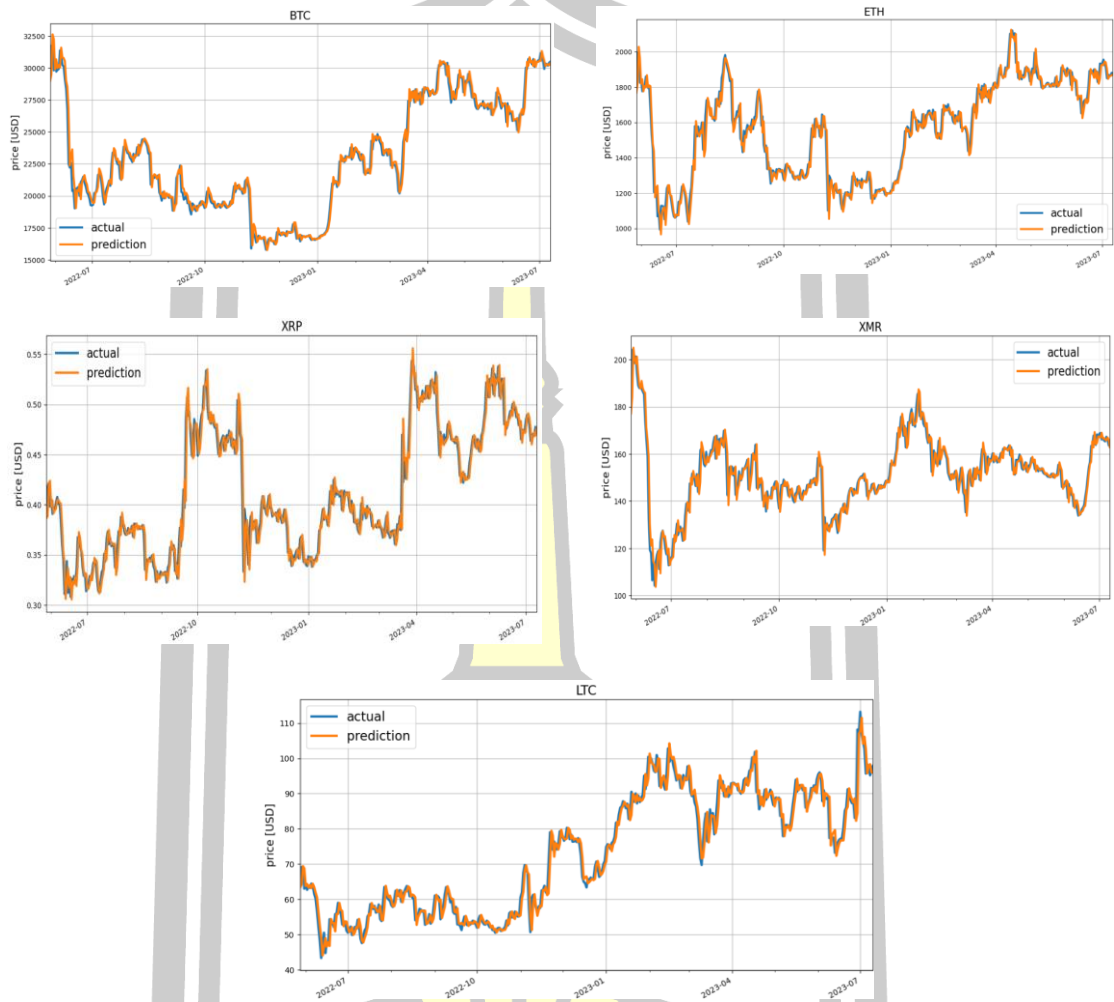 BTC
price [USD]
32500
30000
27500
25000
22500
20000
17500
15000
actual
prediction
2022-07
2022-10
2023-01
2023-04
2023-07
ETH
price [USD]
2000
1800
1600
1400
1200
1000
actual
prediction
2022-07
2022-10
2023-01
2023-04
2023-07
XRP
price [USD]
0.55
0.50
0.45
0.40
0.35
0.30
actual
prediction
2022-07
2022-10
2023-01
2023-04
2023-07
XMR
price [USD]
200
180
160
140
120
100
actual
prediction
2022-07
2022-10
2023-01
2023-04
2023-07
LTC
price [USD]
110
100
90
80
70
60
50
40
actual
prediction
2022-07
2022-10
2023-01
2023-04
2023-07